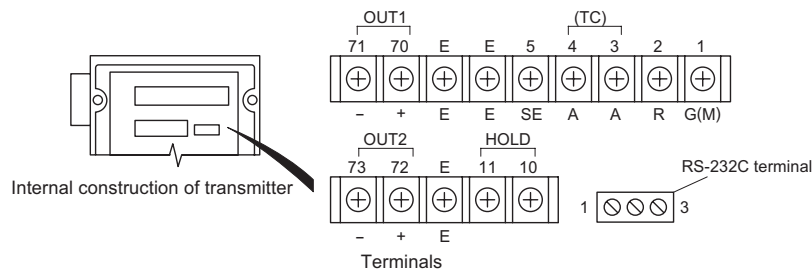 OUT1 (TC)
71 70 E E 5 4 3 2 1
– + E E SE A A R G(M)
OUT2 HOLD
73 72 E 11 10
– + E
RS-232C terminal
1 3
Internal construction of transmitter
Terminals